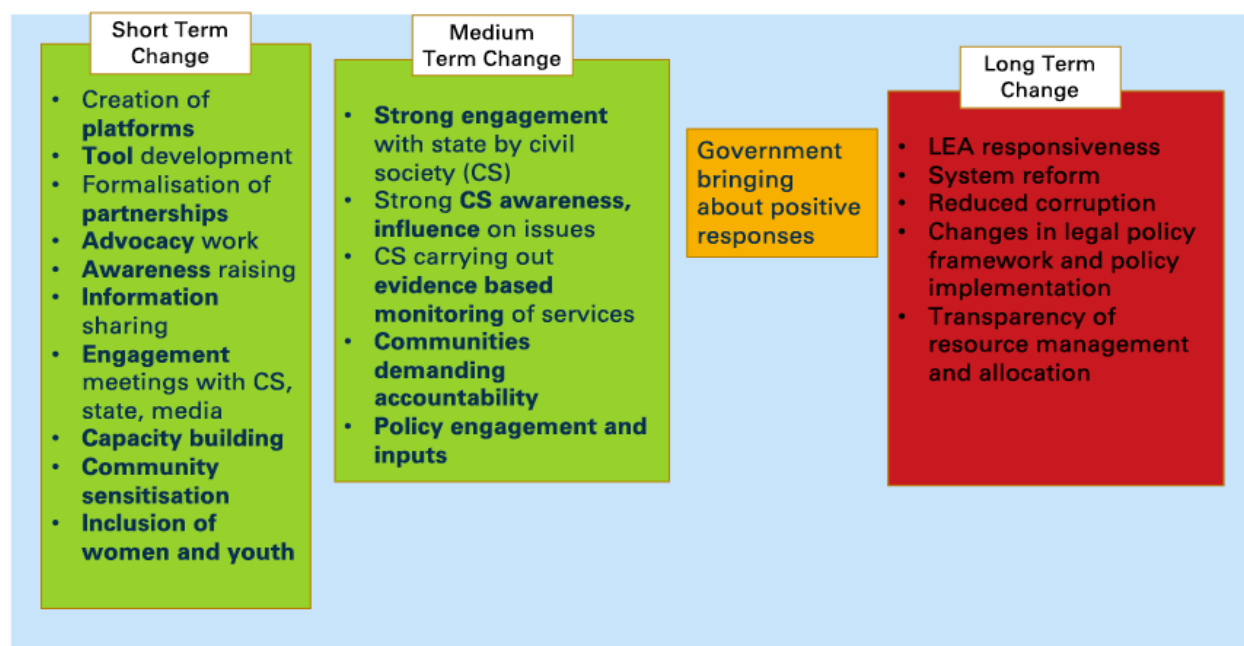 Short Term
Change
• Creation of
platforms
• Tool development
• Formalisation of
partnerships
• Advocacy work
• Awareness raising
• Information
sharing
• Engagement
meetings with CS,
state, media
• Capacity building
• Community
sensitisation
• Inclusion of
women and youth
Medium
Term Change
• Strong engagement
with state by civil
society (CS)
• Strong CS awareness,
influence on issues
• CS carrying out
evidence based
monitoring of services
• Communities
demanding
accountability
• Policy engagement and
inputs
Government
bringing
about positive
responses
Long Term
Change
• LEA responsiveness
• System reform
• Reduced corruption
• Changes in legal policy
framework and policy
implementation
• Transparency of
resource management
and allocation